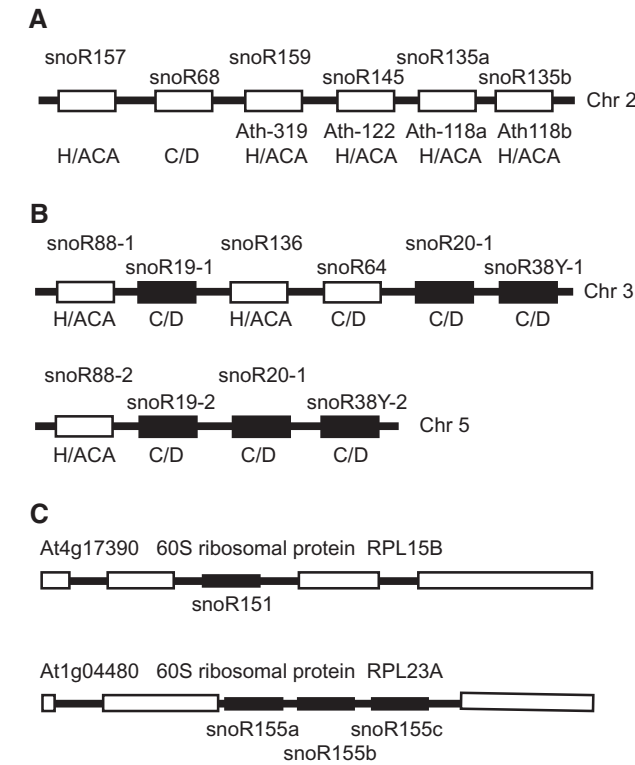 A
snoR157 snoR159 snoR135a
snoR68 snoR145 snoR135b
Chr 2
Ath-319 Ath-122 Ath-118a Ath118b
H/ACA C/D H/ACA H/ACA H/ACA H/ACA
B
snoR88-1 snoR136 snoR20-1
snoR19-1 snoR64 snoR38Y-1
Chr 3
H/ACA C/D H/ACA C/D C/D C/D
snoR88-2 snoR20-1
snoR19-2 snoR38Y-2
Chr 5
H/ACA C/D C/D C/D
C
At4g17390 60S ribosomal protein RPL15B
snoR151
At1g04480 60S ribosomal protein RPL23A
snoR155a snoR155c
snoR155b